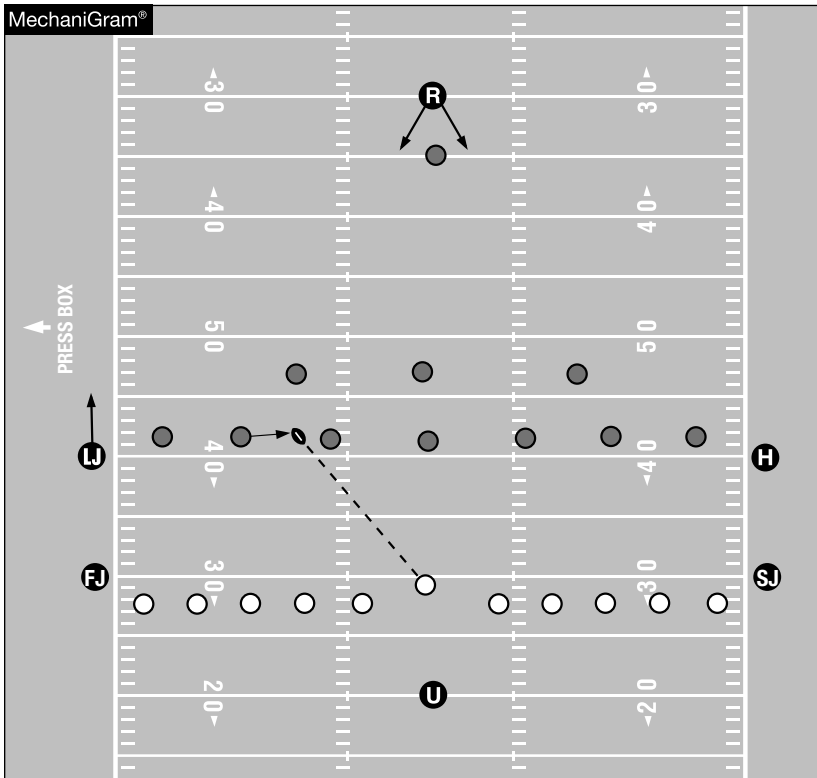 MechaniGram®
R
◄30
30►
◄40
40►
50
50
PRESS BOX
LJ
40►
◄40
H
FJ
30►
◄30
SJ
20►
U
◄20